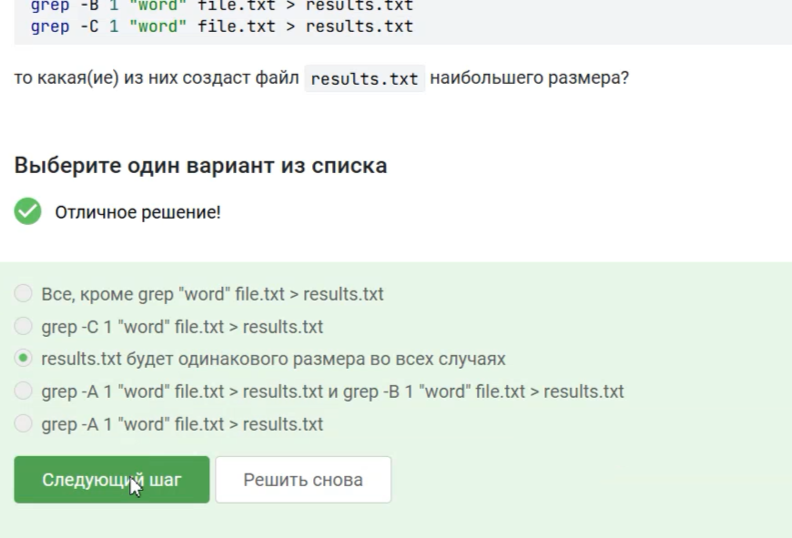 grep -B 1 "word" file.txt > results.txt
grep -C 1 "word" file.txt > results.txt
то какая(ие) из них создаст файл results.txt наибольшего размера?
Выберите один вариант из списка
Отличное решение!
Все, кроме grep "word" file.txt > results.txt
grep -C 1 "word" file.txt > results.txt
results.txt будет одинакового размера во всех случаях
grep -A 1 "word" file.txt > results.txt и grep -B 1 "word" file.txt > results.txt
grep -A 1 "word" file.txt > results.txt
Следующий шаг
Решить снова